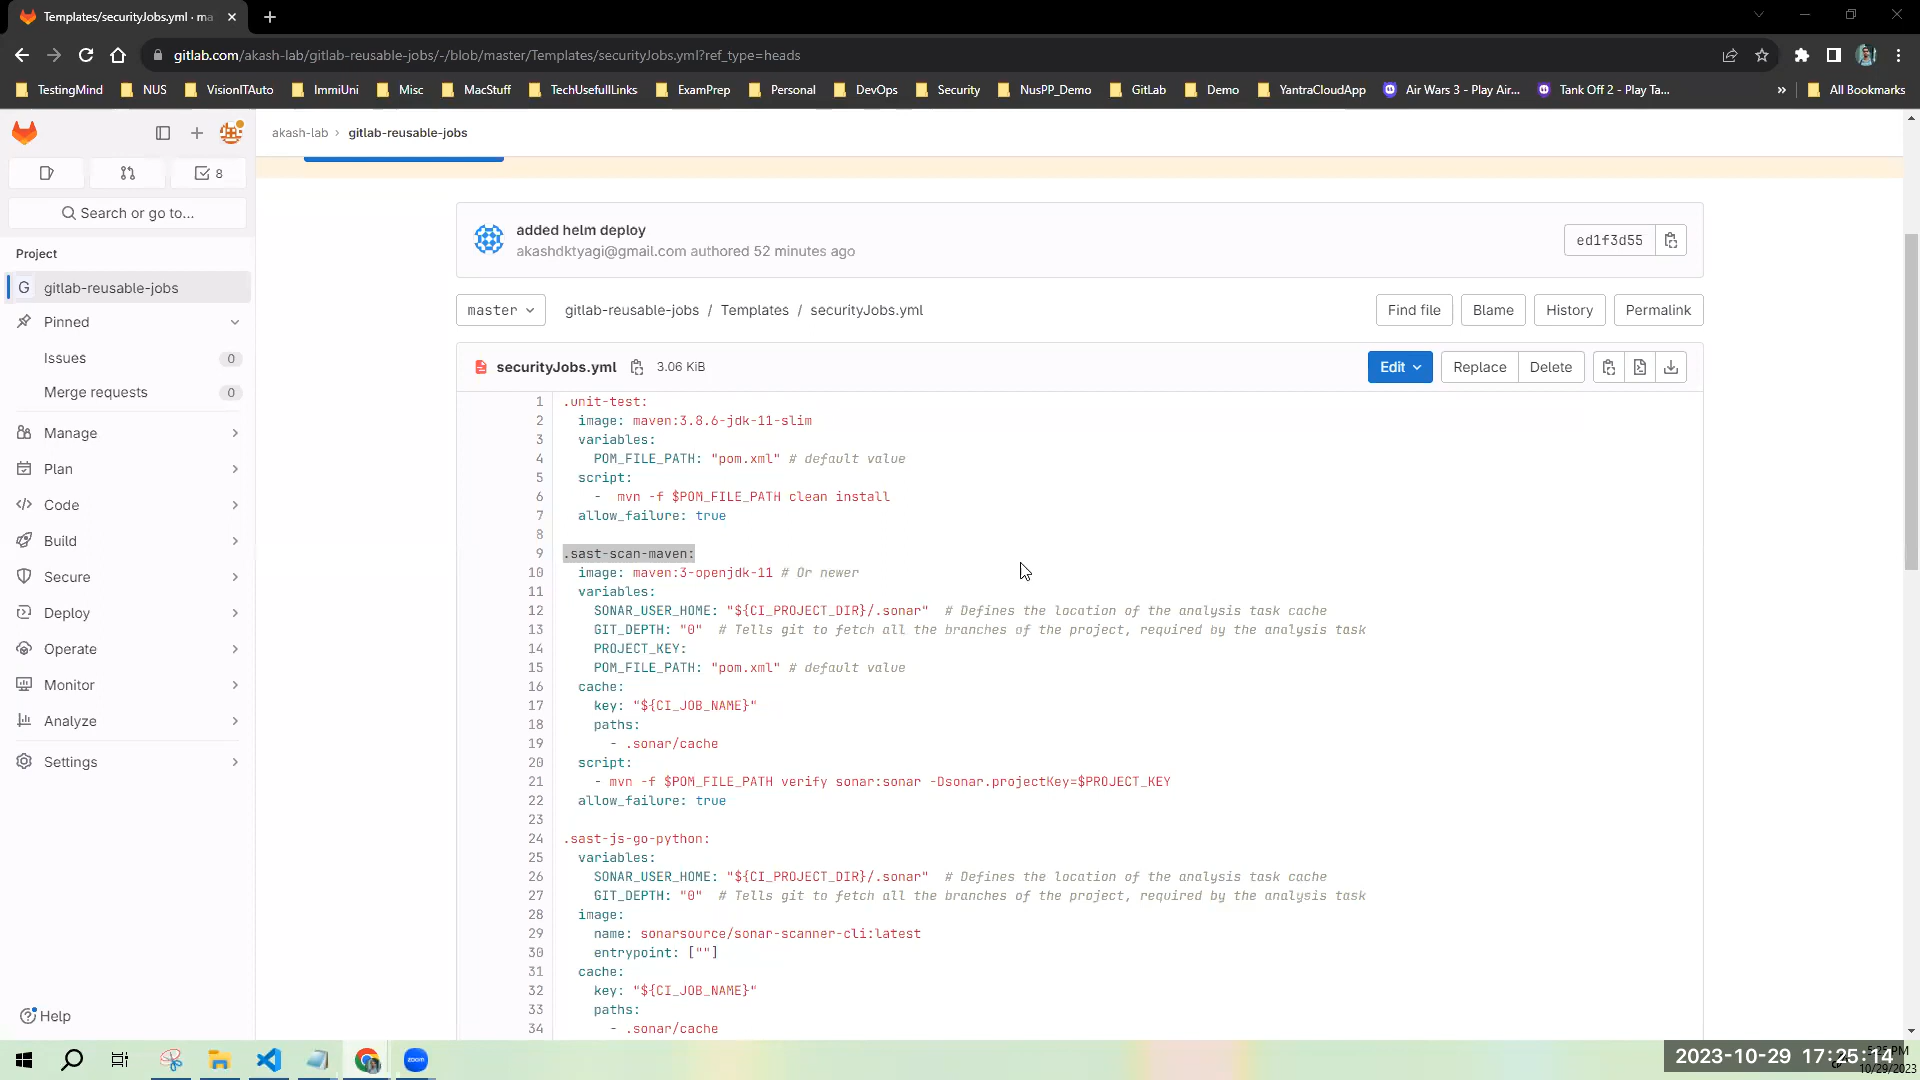 Templates/securityJobs.yml · ma
gitlab.com/akash-lab/gitlab-reusable-jobs/-/blob/master/Templates/securityJobs.yml?ref_type=heads
TestingMind NUS VisionITAuto ImmiUni Misc MacStuff TechUsefullLinks ExamPrep Personal DevOps Security NusPP_Demo GitLab Demo YantraCloudApp Air Wars 3 - Play Air... Tank Off 2 - Play Ta... » All Bookmarks
akash-lab › gitlab-reusable-jobs
8
Search or go to...
Project
G gitlab-reusable-jobs
Pinned
Issues 0
Merge requests 0
Manage
Plan
Code
Build
Secure
Deploy
Operate
Monitor
Analyze
Settings
Help
added helm deploy
akashdktyagi@gmail.com authored 52 minutes ago
ed1f3d55
master gitlab-reusable-jobs / Templates / securityJobs.yml Find file Blame History Permalink
securityJobs.yml 3.06 KiB Edit Replace Delete
1 .unit-test:
2 image: maven:3.8.6-jdk-11-slim
3 variables:
4 POM_FILE_PATH: "pom.xml" # default value
5 script:
6 - mvn -f $POM_FILE_PATH clean install
7 allow_failure: true
8
9 .sast-scan-maven:
10 image: maven:3-openjdk-11 # Or newer
11 variables:
12 SONAR_USER_HOME: "${CI_PROJECT_DIR}/.sonar" # Defines the location of the analysis task cache
13 GIT_DEPTH: "0" # Tells git to fetch all the branches of the project, required by the analysis task
14 PROJECT_KEY:
15 POM_FILE_PATH: "pom.xml" # default value
16 cache:
17 key: "${CI_JOB_NAME}"
18 paths:
19 - .sonar/cache
20 script:
21 - mvn -f $POM_FILE_PATH verify sonar:sonar -Dsonar.projectKey=$PROJECT_KEY
22 allow_failure: true
23
24 .sast-js-go-python:
25 variables:
26 SONAR_USER_HOME: "${CI_PROJECT_DIR}/.sonar" # Defines the location of the analysis task cache
27 GIT_DEPTH: "0" # Tells git to fetch all the branches of the project, required by the analysis task
28 image:
29 name: sonarsource/sonar-scanner-cli:latest
30 entrypoint: [""]
31 cache:
32 key: "${CI_JOB_NAME}"
33 paths:
34 - .sonar/cache
zoom
2023-10-29 17:25:14
10/29/2023